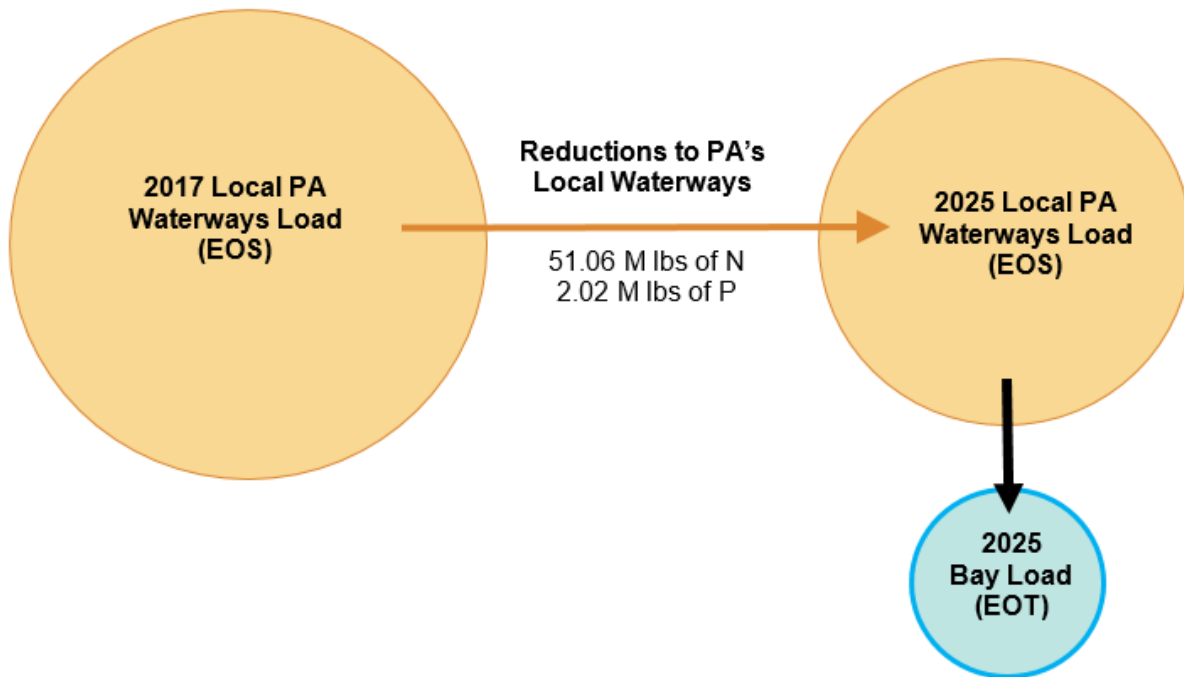 2017 Local PA
Waterways Load
(EOS)
Reductions to PA's
Local Waterways
51.06 M lbs of N
2.02 M lbs of P
2025 Local PA
Waterways Load
(EOS)
2025
Bay Load
(EOT)